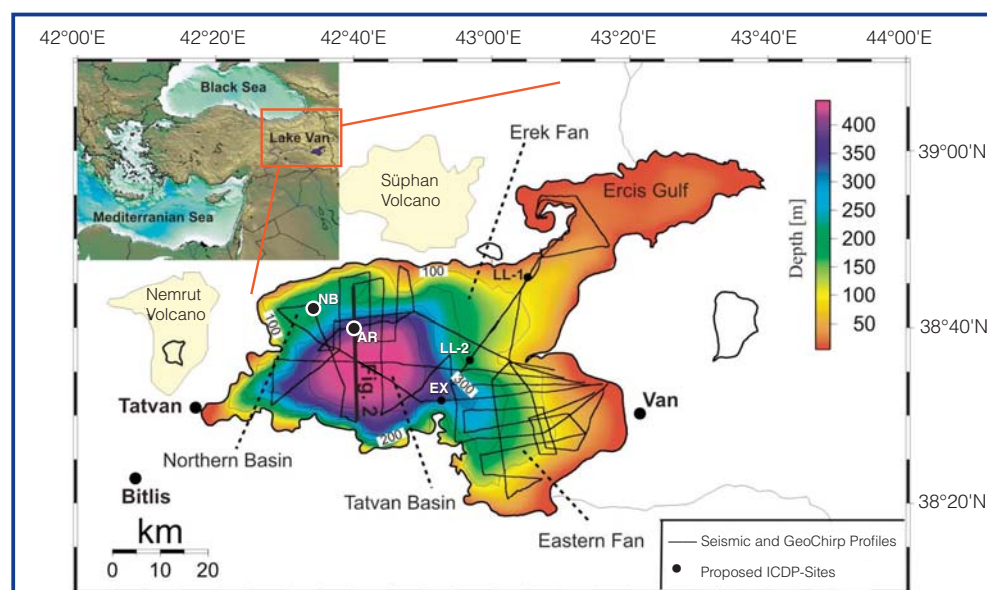 42°00'E 42°20'E 42°40'E 43°00'E 43°20'E 43°40'E 44°00'E
Black Sea
Lake Van
Mediterranean Sea
Erek Fan
Süphan
Volcano
Ercis Gulf
Depth [m]
400
350
300
250
200
150
100
50
39°00'N
38°40'N
38°20'N
Nemrut
Volcano
100
LL-1
NB
100
AR
LL-2
Fig. 2
EX
300
200
Tatvan
Van
Northern Basin
Tatvan Basin
Bitlis
Eastern Fan
km
0 10 20
Seismic and GeoChirp Profiles
Proposed ICDP-Sites